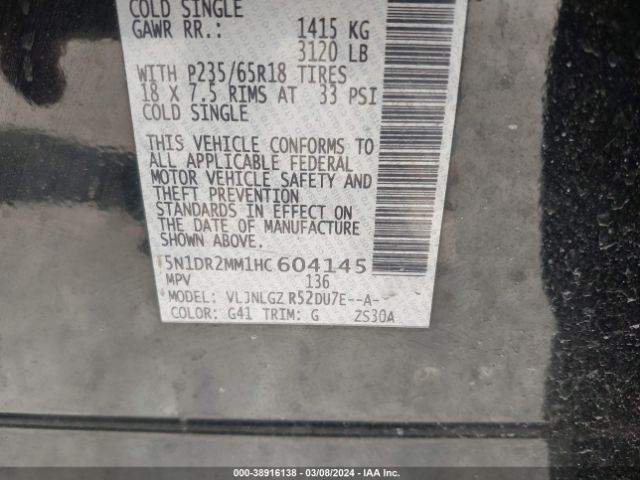 COLD SINGLE
GAWR RR.: 1415 KG
3120 LB
WITH P235/65R18 TIRES
18 X 7.5 RIMS AT 33 PSI
COLD SINGLE
THIS VEHICLE CONFORMS TO
ALL APPLICABLE FEDERAL
MOTOR VEHICLE SAFETY AND
THEFT PREVENTION
STANDARDS IN EFFECT ON
THE DATE OF MANUFACTURE
SHOWN ABOVE.
5N1DR2MM1HC604145
MPV 136
MODEL: VLJNLGZ R52DU7E--A-
COLOR: G41 TRIM: G ZS30A
000-38916138 - 03/08/2024 - IAA Inc.